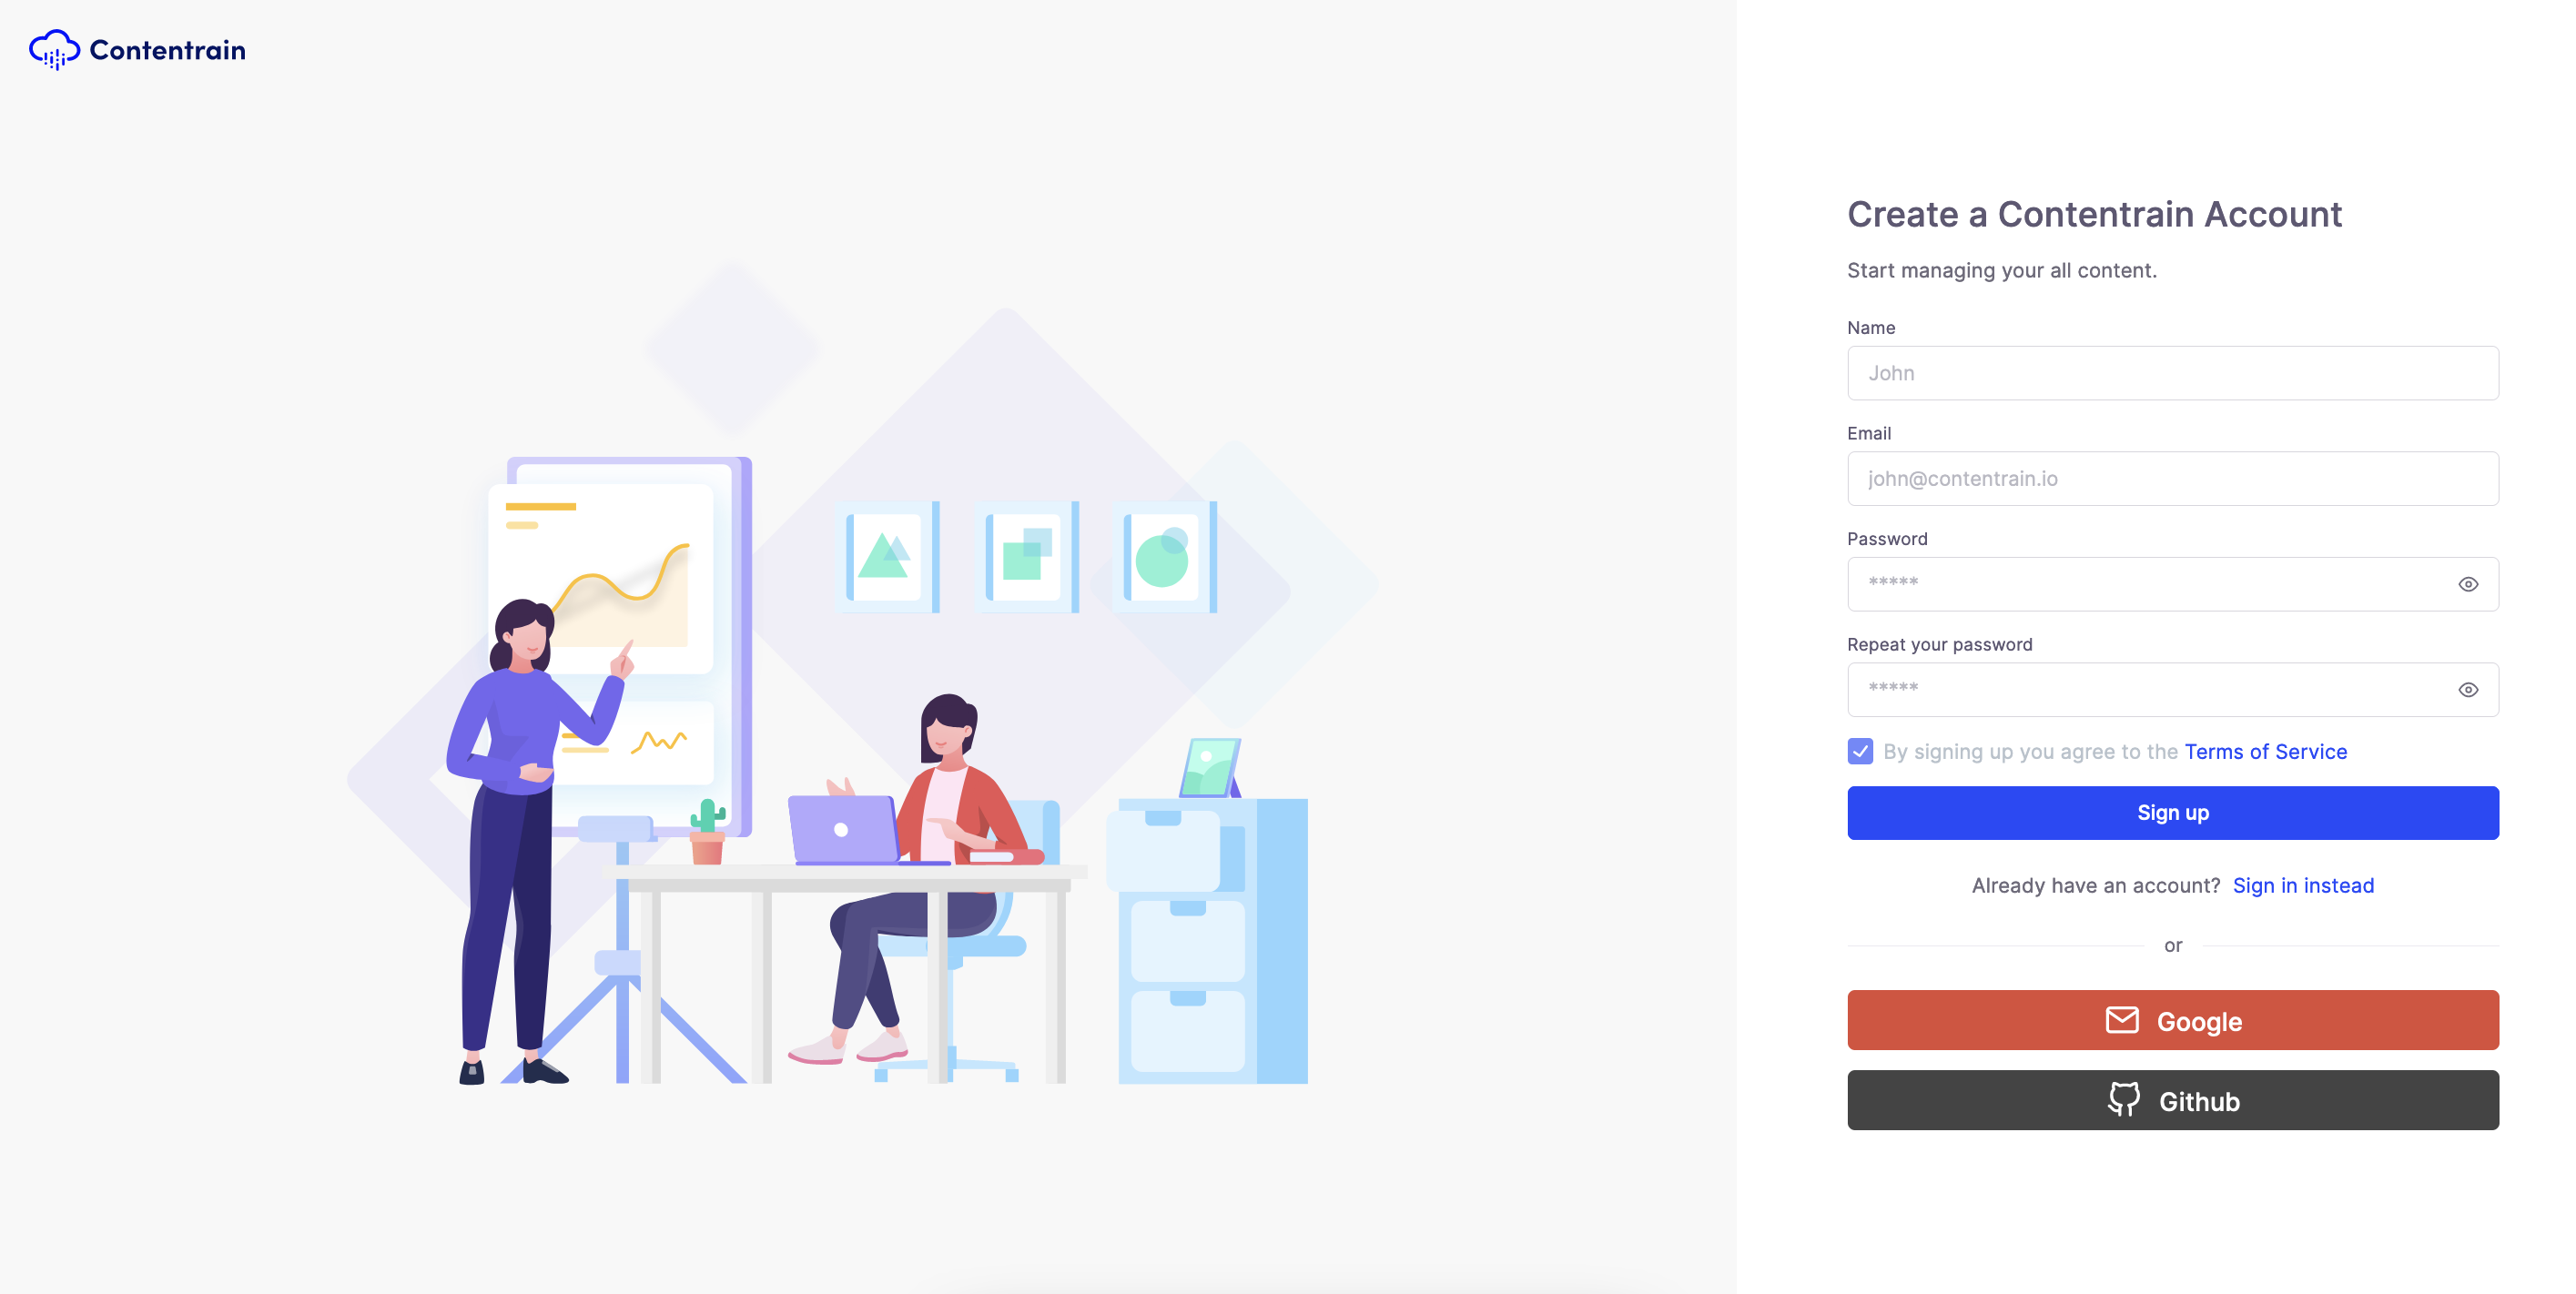 Contentrain
Create a Contentrain Account
Start managing your all content.
Name
John
Email
john@contentrain.io
Password
*****
Repeat your password
*****
By signing up you agree to the Terms of Service
Sign up
Already have an account? Sign in instead
or
Google
Github